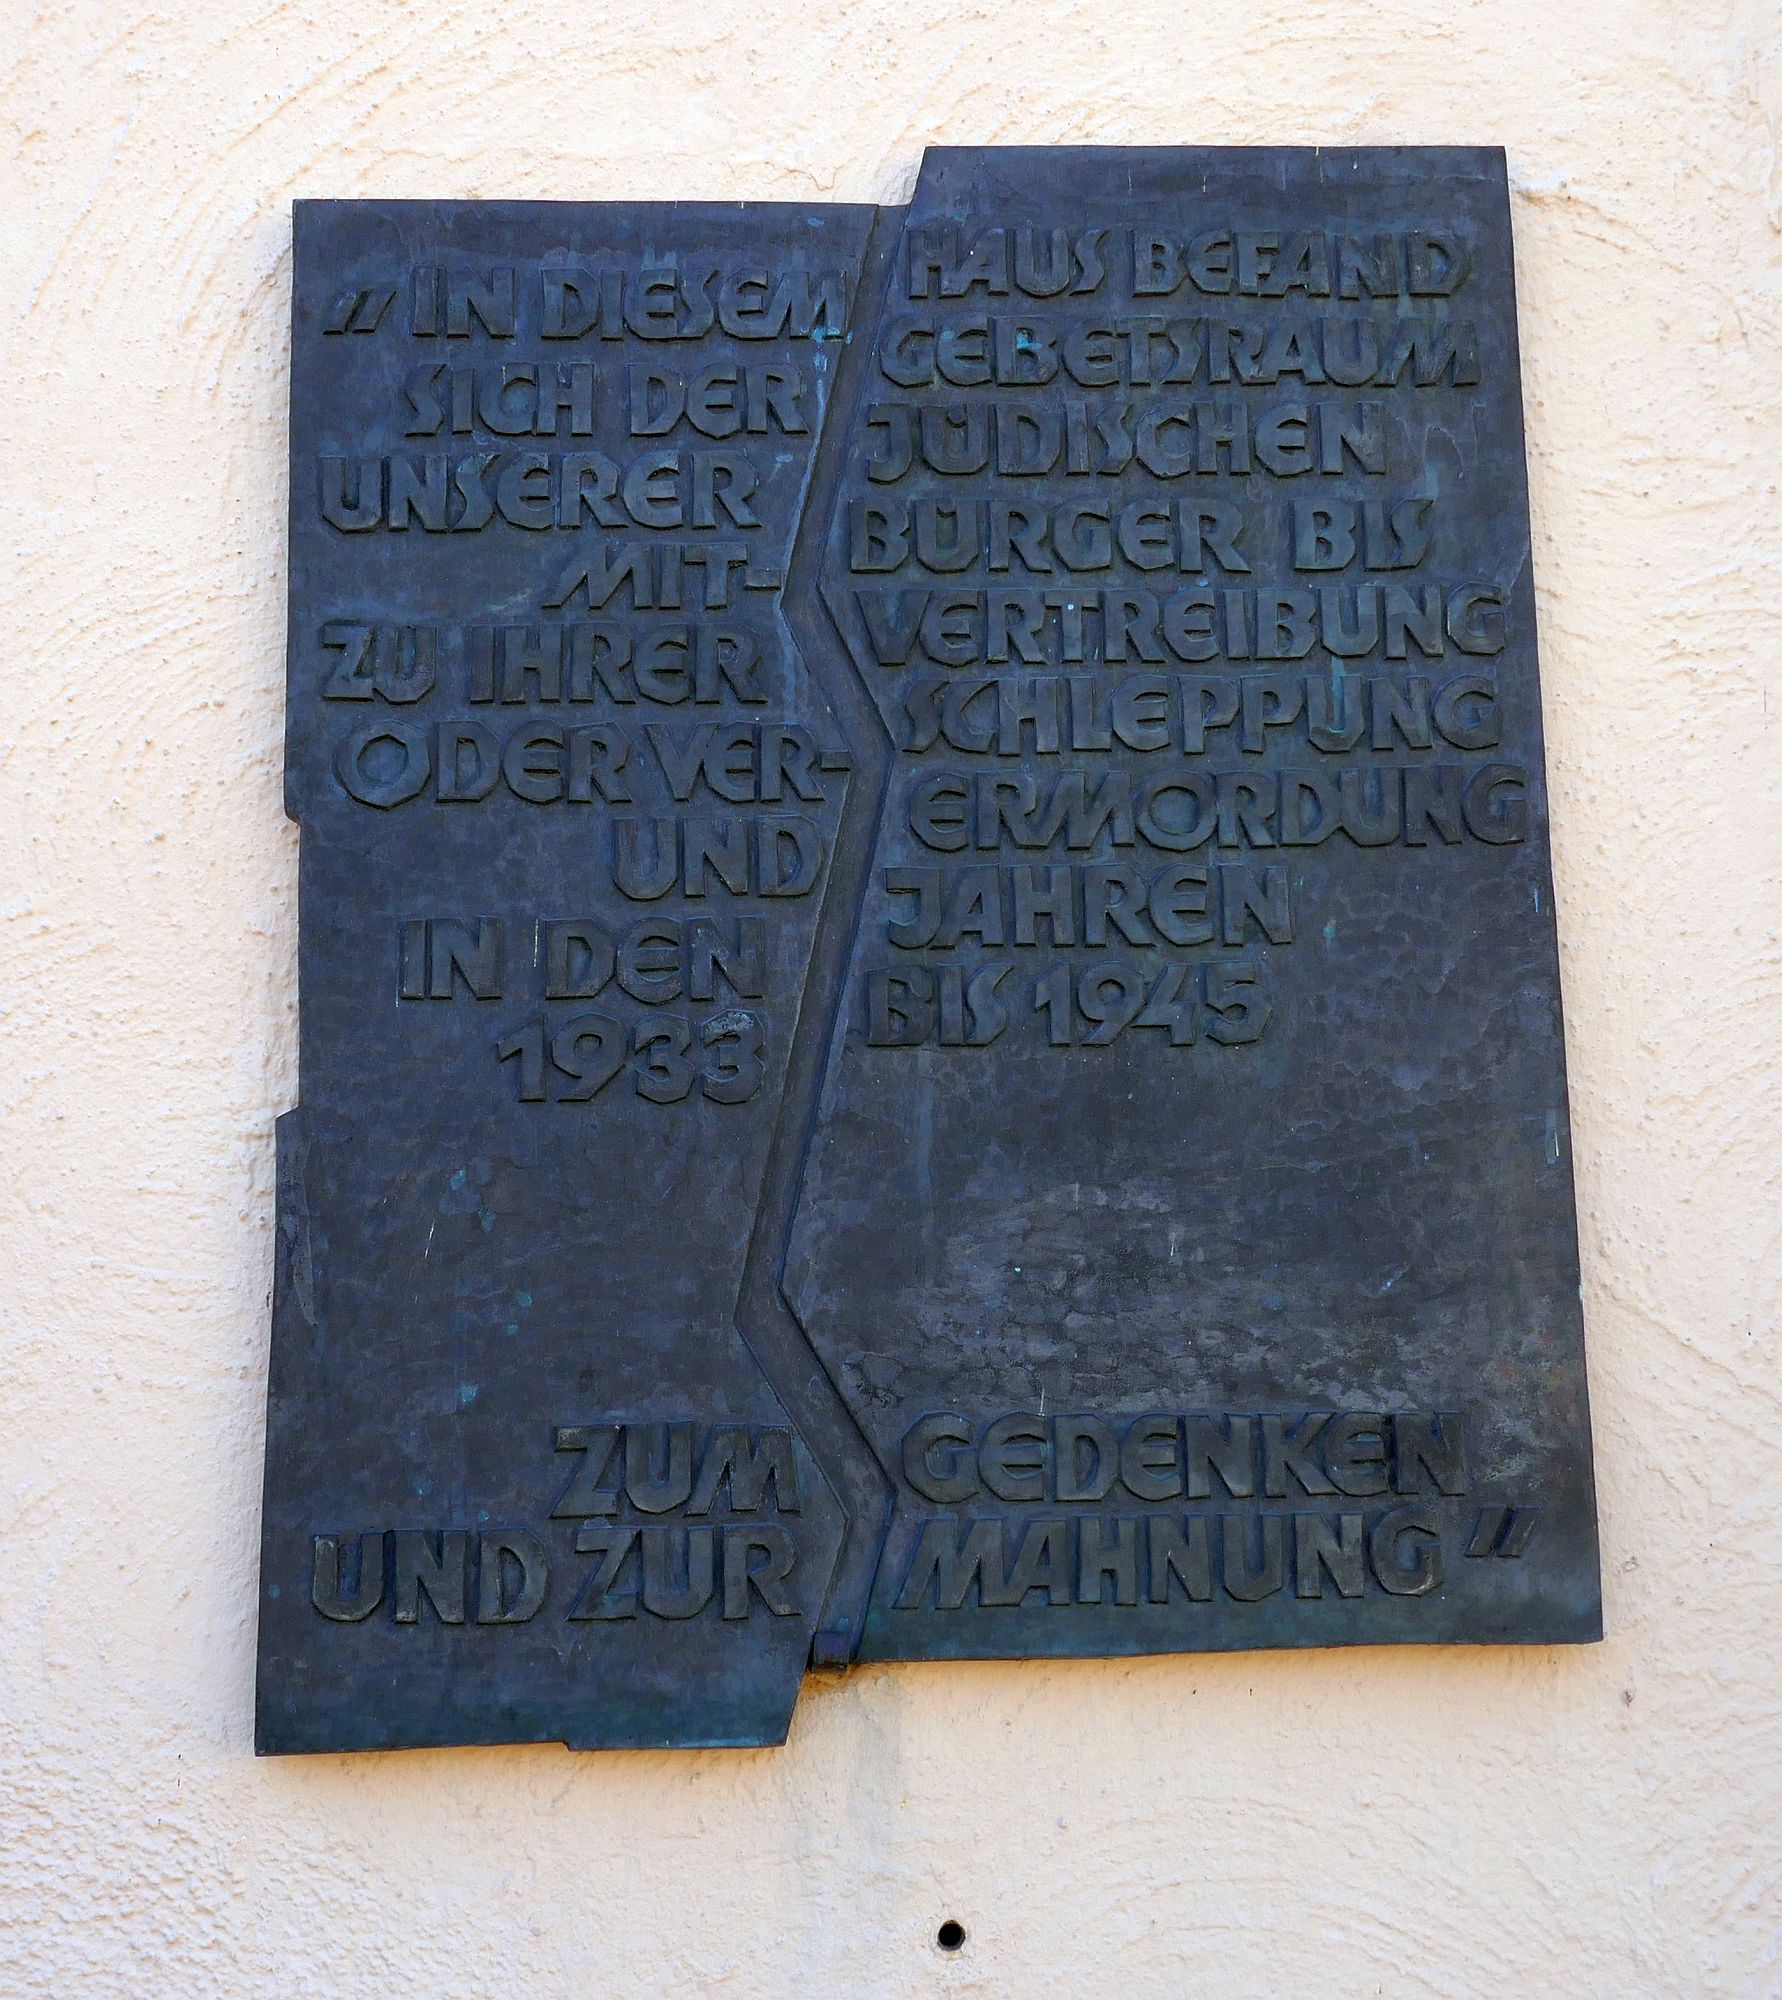 "IN DIESEM HAUS BEFAND
SICH DER GEBETSRAUM
UNSERER JÜDISCHEN
MIT- BÜRGER BIS
ZU IHRER VERTREIBUNG
ODER VER- SCHLEPPUNG
UND ERMORDUNG
IN DEN JAHREN
1933 BIS 1945
ZUM GEDENKEN
UND ZUR MAHNUNG"